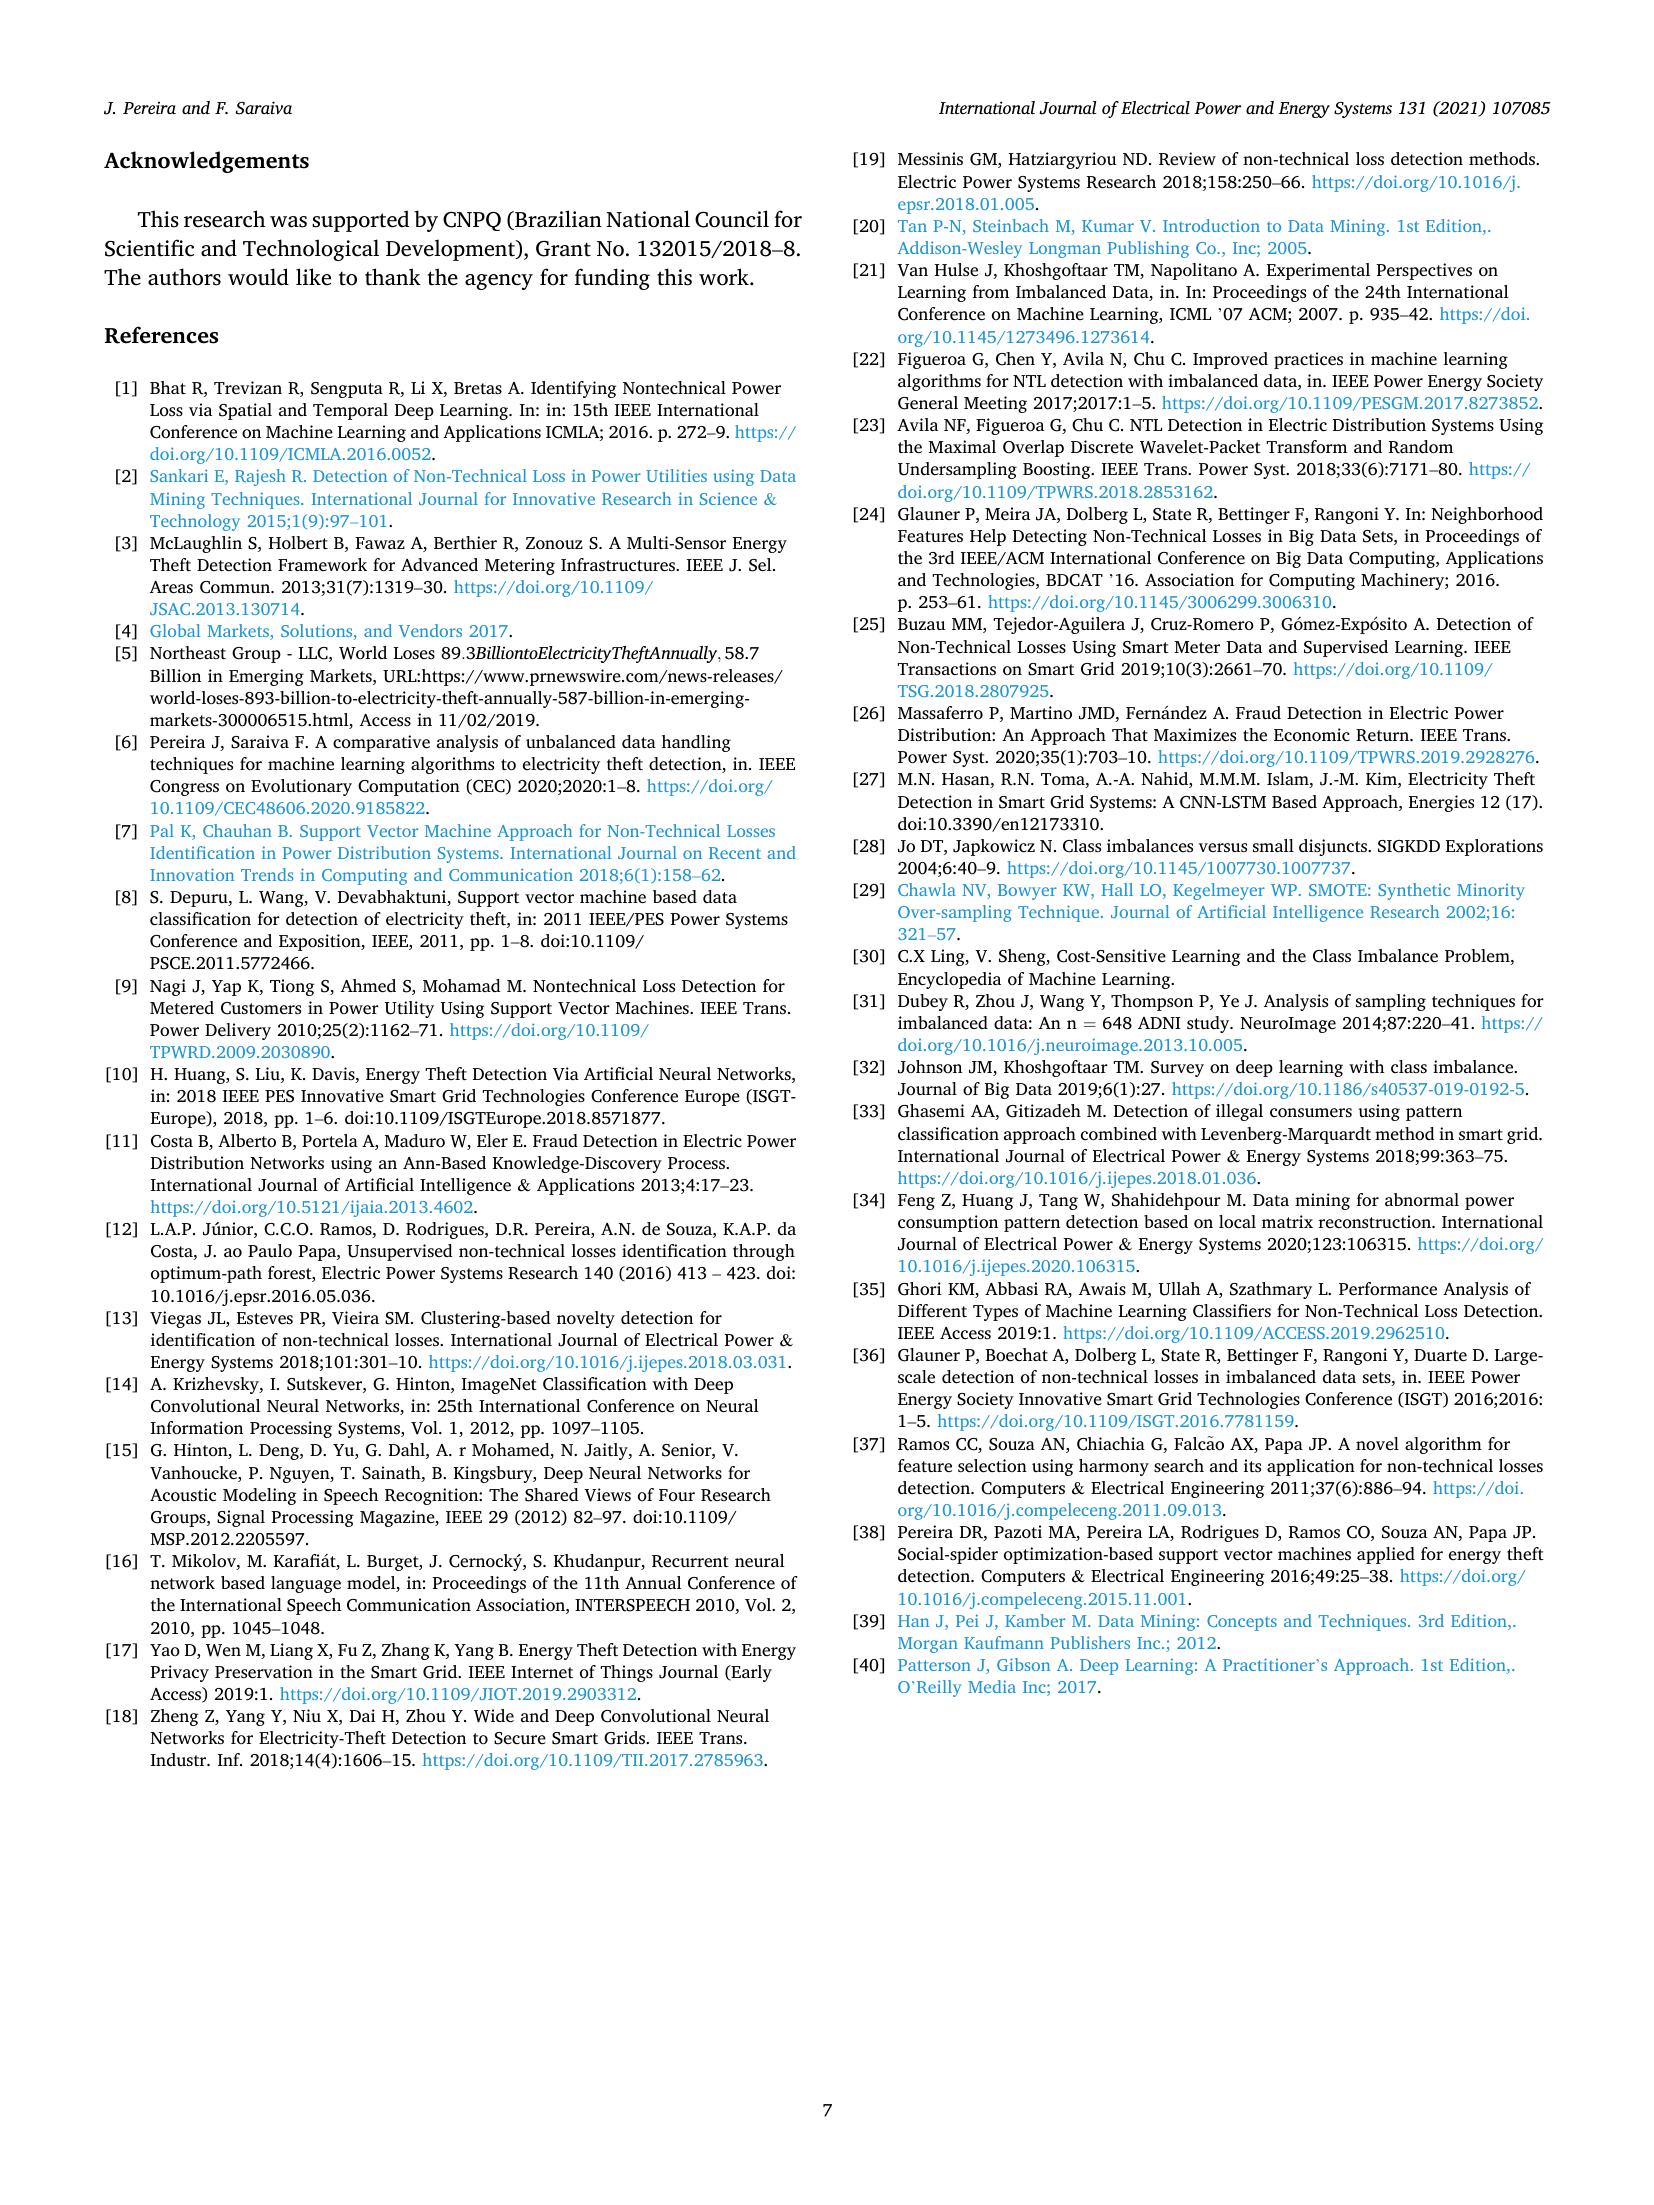 J. Pereira and F. Saraiva
International Journal of Electrical Power and Energy Systems 131 (2021) 107085
Acknowledgements
This research was supported by CNPQ (Brazilian National Council for
Scientific and Technological Development), Grant No. 132015/2018–8.
The authors would like to thank the agency for funding this work.
References
[1] Bhat R, Trevizan R, Sengputa R, Li X, Bretas A. Identifying Nontechnical Power
Loss via Spatial and Temporal Deep Learning. In: in: 15th IEEE International
Conference on Machine Learning and Applications ICMLA; 2016. p. 272–9. https://
doi.org/10.1109/ICMLA.2016.0052.
[2] Sankari E, Rajesh R. Detection of Non-Technical Loss in Power Utilities using Data
Mining Techniques. International Journal for Innovative Research in Science &
Technology 2015;1(9):97–101.
[3] McLaughlin S, Holbert B, Fawaz A, Berthier R, Zonouz S. A Multi-Sensor Energy
Theft Detection Framework for Advanced Metering Infrastructures. IEEE J. Sel.
Areas Commun. 2013;31(7):1319–30. https://doi.org/10.1109/
JSAC.2013.130714.
[4] Global Markets, Solutions, and Vendors 2017.
[5] Northeast Group - LLC, World Loses 89.3BilliontoElectricityTheftAnnually, 58.7
Billion in Emerging Markets, URL:https://www.prnewswire.com/news-releases/
world-loses-893-billion-to-electricity-theft-annually-587-billion-in-emerging-
markets-300006515.html, Access in 11/02/2019.
[6] Pereira J, Saraiva F. A comparative analysis of unbalanced data handling
techniques for machine learning algorithms to electricity theft detection, in. IEEE
Congress on Evolutionary Computation (CEC) 2020;2020:1–8. https://doi.org/
10.1109/CEC48606.2020.9185822.
[7] Pal K, Chauhan B. Support Vector Machine Approach for Non-Technical Losses
Identification in Power Distribution Systems. International Journal on Recent and
Innovation Trends in Computing and Communication 2018;6(1):158–62.
[8] S. Depuru, L. Wang, V. Devabhaktuni, Support vector machine based data
classification for detection of electricity theft, in: 2011 IEEE/PES Power Systems
Conference and Exposition, IEEE, 2011, pp. 1–8. doi:10.1109/
PSCE.2011.5772466.
[9] Nagi J, Yap K, Tiong S, Ahmed S, Mohamad M. Nontechnical Loss Detection for
Metered Customers in Power Utility Using Support Vector Machines. IEEE Trans.
Power Delivery 2010;25(2):1162–71. https://doi.org/10.1109/
TPWRD.2009.2030890.
[10] H. Huang, S. Liu, K. Davis, Energy Theft Detection Via Artificial Neural Networks,
in: 2018 IEEE PES Innovative Smart Grid Technologies Conference Europe (ISGT-
Europe), 2018, pp. 1–6. doi:10.1109/ISGTEurope.2018.8571877.
[11] Costa B, Alberto B, Portela A, Maduro W, Eler E. Fraud Detection in Electric Power
Distribution Networks using an Ann-Based Knowledge-Discovery Process.
International Journal of Artificial Intelligence & Applications 2013;4:17–23.
https://doi.org/10.5121/ijaia.2013.4602.
[12] L.A.P. Júnior, C.C.O. Ramos, D. Rodrigues, D.R. Pereira, A.N. de Souza, K.A.P. da
Costa, J. ao Paulo Papa, Unsupervised non-technical losses identification through
optimum-path forest, Electric Power Systems Research 140 (2016) 413 – 423. doi:
10.1016/j.epsr.2016.05.036.
[13] Viegas JL, Esteves PR, Vieira SM. Clustering-based novelty detection for
identification of non-technical losses. International Journal of Electrical Power &
Energy Systems 2018;101:301–10. https://doi.org/10.1016/j.ijepes.2018.03.031.
[14] A. Krizhevsky, I. Sutskever, G. Hinton, ImageNet Classification with Deep
Convolutional Neural Networks, in: 25th International Conference on Neural
Information Processing Systems, Vol. 1, 2012, pp. 1097–1105.
[15] G. Hinton, L. Deng, D. Yu, G. Dahl, A. r Mohamed, N. Jaitly, A. Senior, V.
Vanhoucke, P. Nguyen, T. Sainath, B. Kingsbury, Deep Neural Networks for
Acoustic Modeling in Speech Recognition: The Shared Views of Four Research
Groups, Signal Processing Magazine, IEEE 29 (2012) 82–97. doi:10.1109/
MSP.2012.2205597.
[16] T. Mikolov, M. Karafiát, L. Burget, J. Cernocký, S. Khudanpur, Recurrent neural
network based language model, in: Proceedings of the 11th Annual Conference of
the International Speech Communication Association, INTERSPEECH 2010, Vol. 2,
2010, pp. 1045–1048.
[17] Yao D, Wen M, Liang X, Fu Z, Zhang K, Yang B. Energy Theft Detection with Energy
Privacy Preservation in the Smart Grid. IEEE Internet of Things Journal (Early
Access) 2019:1. https://doi.org/10.1109/JIOT.2019.2903312.
[18] Zheng Z, Yang Y, Niu X, Dai H, Zhou Y. Wide and Deep Convolutional Neural
Networks for Electricity-Theft Detection to Secure Smart Grids. IEEE Trans.
Industr. Inf. 2018;14(4):1606–15. https://doi.org/10.1109/TII.2017.2785963.
[19] Messinis GM, Hatziargyriou ND. Review of non-technical loss detection methods.
Electric Power Systems Research 2018;158:250–66. https://doi.org/10.1016/j.
epsr.2018.01.005.
[20] Tan P-N, Steinbach M, Kumar V. Introduction to Data Mining. 1st Edition,.
Addison-Wesley Longman Publishing Co., Inc; 2005.
[21] Van Hulse J, Khoshgoftaar TM, Napolitano A. Experimental Perspectives on
Learning from Imbalanced Data, in. In: Proceedings of the 24th International
Conference on Machine Learning, ICML ’07 ACM; 2007. p. 935–42. https://doi.
org/10.1145/1273496.1273614.
[22] Figueroa G, Chen Y, Avila N, Chu C. Improved practices in machine learning
algorithms for NTL detection with imbalanced data, in. IEEE Power Energy Society
General Meeting 2017;2017:1–5. https://doi.org/10.1109/PESGM.2017.8273852.
[23] Avila NF, Figueroa G, Chu C. NTL Detection in Electric Distribution Systems Using
the Maximal Overlap Discrete Wavelet-Packet Transform and Random
Undersampling Boosting. IEEE Trans. Power Syst. 2018;33(6):7171–80. https://
doi.org/10.1109/TPWRS.2018.2853162.
[24] Glauner P, Meira JA, Dolberg L, State R, Bettinger F, Rangoni Y. In: Neighborhood
Features Help Detecting Non-Technical Losses in Big Data Sets, in Proceedings of
the 3rd IEEE/ACM International Conference on Big Data Computing, Applications
and Technologies, BDCAT ’16. Association for Computing Machinery; 2016.
p. 253–61. https://doi.org/10.1145/3006299.3006310.
[25] Buzau MM, Tejedor-Aguilera J, Cruz-Romero P, Gómez-Expósito A. Detection of
Non-Technical Losses Using Smart Meter Data and Supervised Learning. IEEE
Transactions on Smart Grid 2019;10(3):2661–70. https://doi.org/10.1109/
TSG.2018.2807925.
[26] Massaferro P, Martino JMD, Fernández A. Fraud Detection in Electric Power
Distribution: An Approach That Maximizes the Economic Return. IEEE Trans.
Power Syst. 2020;35(1):703–10. https://doi.org/10.1109/TPWRS.2019.2928276.
[27] M.N. Hasan, R.N. Toma, A.-A. Nahid, M.M.M. Islam, J.-M. Kim, Electricity Theft
Detection in Smart Grid Systems: A CNN-LSTM Based Approach, Energies 12 (17).
doi:10.3390/en12173310.
[28] Jo DT, Japkowicz N. Class imbalances versus small disjuncts. SIGKDD Explorations
2004;6:40–9. https://doi.org/10.1145/1007730.1007737.
[29] Chawla NV, Bowyer KW, Hall LO, Kegelmeyer WP. SMOTE: Synthetic Minority
Over-sampling Technique. Journal of Artificial Intelligence Research 2002;16:
321–57.
[30] C.X Ling, V. Sheng, Cost-Sensitive Learning and the Class Imbalance Problem,
Encyclopedia of Machine Learning.
[31] Dubey R, Zhou J, Wang Y, Thompson P, Ye J. Analysis of sampling techniques for
imbalanced data: An n = 648 ADNI study. NeuroImage 2014;87:220–41. https://
doi.org/10.1016/j.neuroimage.2013.10.005.
[32] Johnson JM, Khoshgoftaar TM. Survey on deep learning with class imbalance.
Journal of Big Data 2019;6(1):27. https://doi.org/10.1186/s40537-019-0192-5.
[33] Ghasemi AA, Gitizadeh M. Detection of illegal consumers using pattern
classification approach combined with Levenberg-Marquardt method in smart grid.
International Journal of Electrical Power & Energy Systems 2018;99:363–75.
https://doi.org/10.1016/j.ijepes.2018.01.036.
[34] Feng Z, Huang J, Tang W, Shahidehpour M. Data mining for abnormal power
consumption pattern detection based on local matrix reconstruction. International
Journal of Electrical Power & Energy Systems 2020;123:106315. https://doi.org/
10.1016/j.ijepes.2020.106315.
[35] Ghori KM, Abbasi RA, Awais M, Ullah A, Szathmary L. Performance Analysis of
Different Types of Machine Learning Classifiers for Non-Technical Loss Detection.
IEEE Access 2019:1. https://doi.org/10.1109/ACCESS.2019.2962510.
[36] Glauner P, Boechat A, Dolberg L, State R, Bettinger F, Rangoni Y, Duarte D. Large-
scale detection of non-technical losses in imbalanced data sets, in. IEEE Power
Energy Society Innovative Smart Grid Technologies Conference (ISGT) 2016;2016:
1–5. https://doi.org/10.1109/ISGT.2016.7781159.
[37] Ramos CC, Souza AN, Chiachia G, Falcão AX, Papa JP. A novel algorithm for
feature selection using harmony search and its application for non-technical losses
detection. Computers & Electrical Engineering 2011;37(6):886–94. https://doi.
org/10.1016/j.compeleceng.2011.09.013.
[38] Pereira DR, Pazoti MA, Pereira LA, Rodrigues D, Ramos CO, Souza AN, Papa JP.
Social-spider optimization-based support vector machines applied for energy theft
detection. Computers & Electrical Engineering 2016;49:25–38. https://doi.org/
10.1016/j.compeleceng.2015.11.001.
[39] Han J, Pei J, Kamber M. Data Mining: Concepts and Techniques. 3rd Edition,.
Morgan Kaufmann Publishers Inc.; 2012.
[40] Patterson J, Gibson A. Deep Learning: A Practitioner’s Approach. 1st Edition,.
O’Reilly Media Inc; 2017.
7